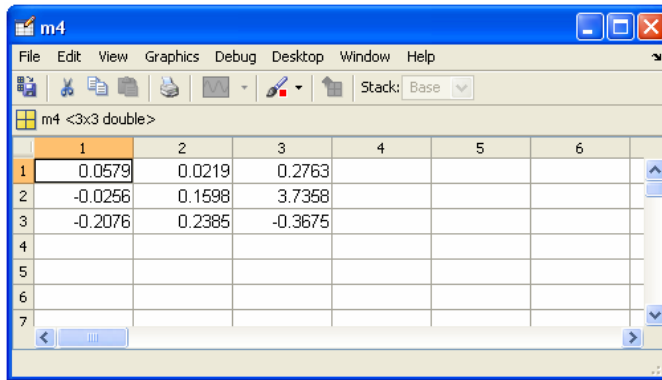 m4
File Edit View Graphics Debug Desktop Window Help
Stack: Base
m4 <3x3 double>
1 2 3 4 5 6
1 0.0579 0.0219 0.2763
2 -0.0256 0.1598 3.7358
3 -0.2076 0.2385 -0.3675
4
5
6
7